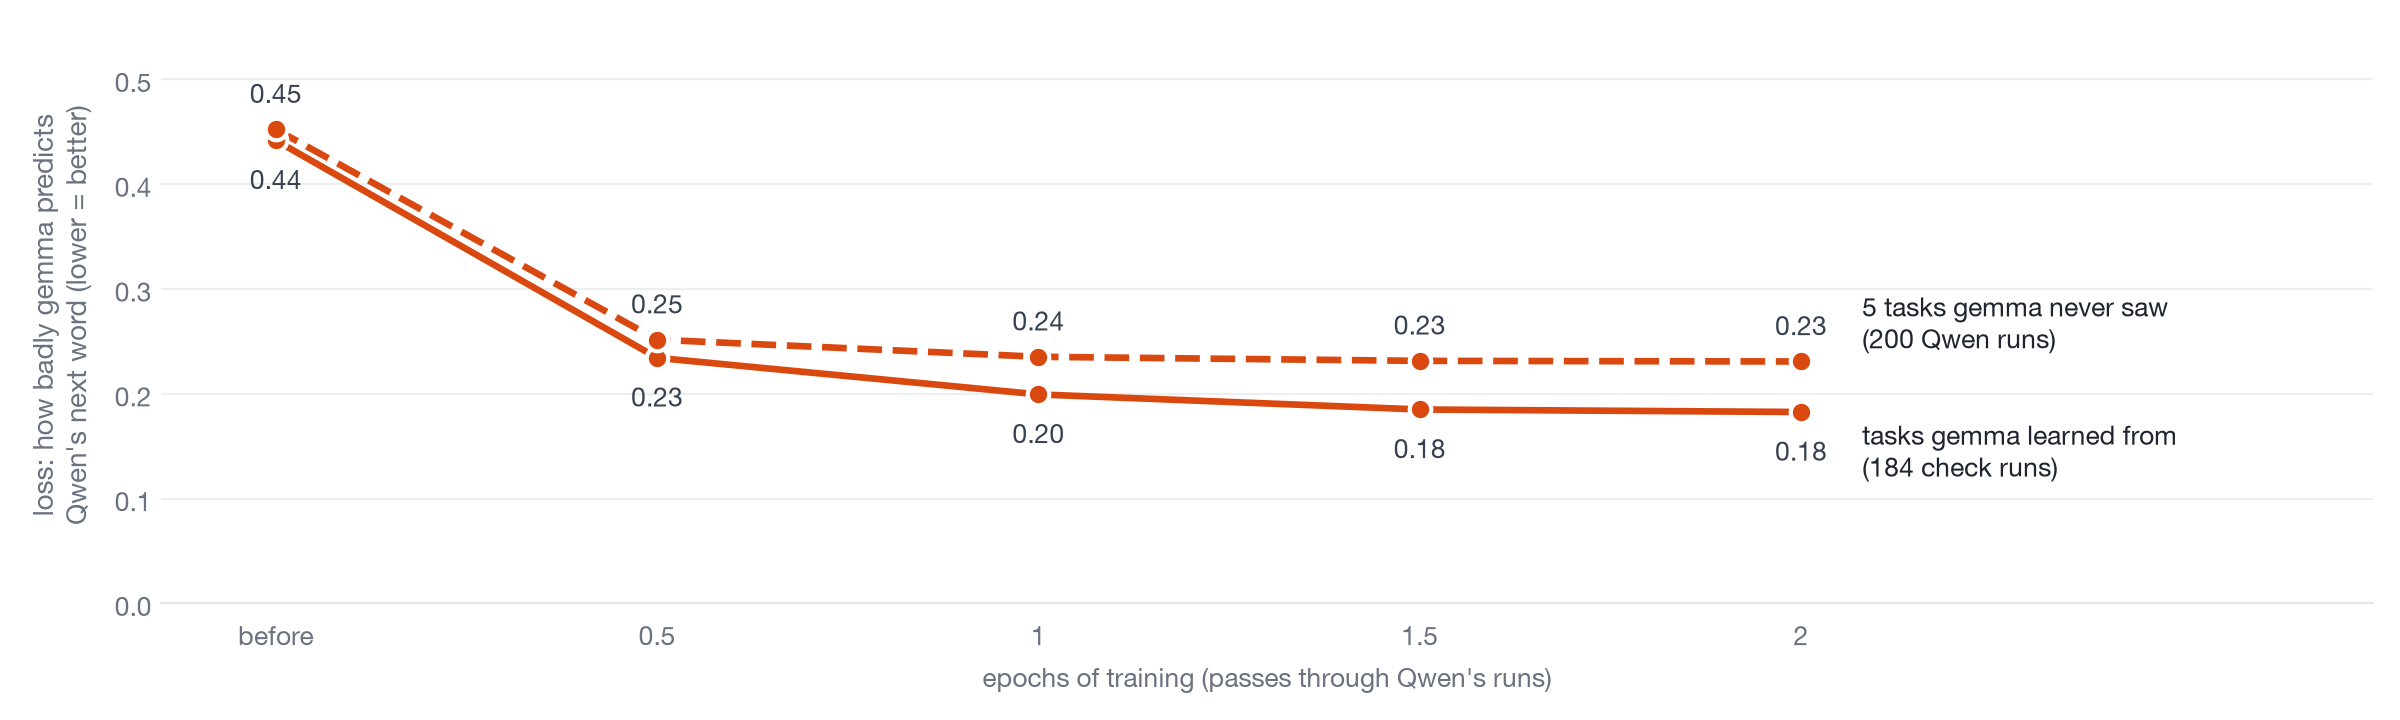 loss: how badly gemma predicts
Qwen's next word (lower = better)
0.5
0.4
0.3
0.2
0.1
0.0
0.45
0.44
0.25
0.23
0.24
0.20
0.23
0.18
0.23
0.18
5 tasks gemma never saw
(200 Qwen runs)
tasks gemma learned from
(184 check runs)
before
0.5
1
1.5
2
epochs of training (passes through Qwen's runs)